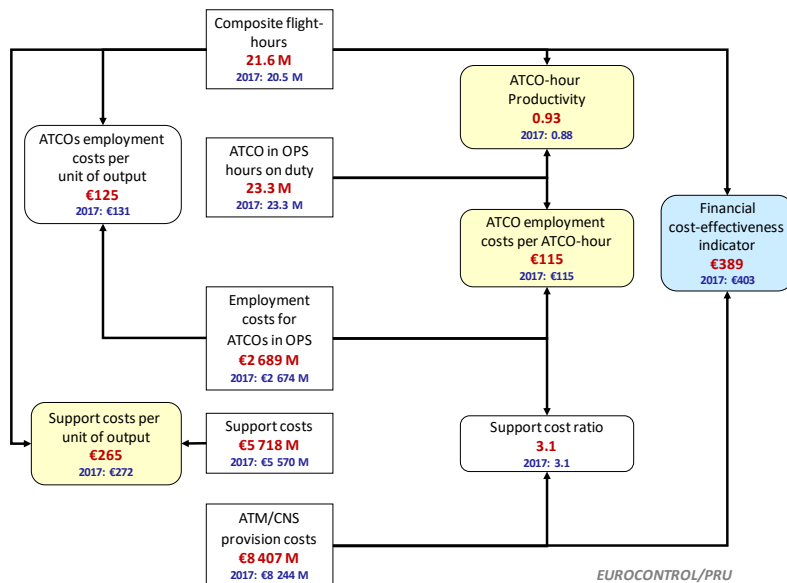 Composite flight-
hours
21.6 M
2017: 20.5 M
ATCO-hour
Productivity
0.93
2017: 0.88
ATCOs employment
costs per
unit of output
€125
2017: €131
ATCO in OPS
hours on duty
23.3 M
2017: 23.3 M
ATCO employment
costs per ATCO-hour
€115
2017: €115
Financial
cost-effectiveness
indicator
€389
2017: €403
Employment
costs for
ATCOs in OPS
€2 689 M
2017: €2 674 M
Support costs per
unit of output
€265
2017: €272
Support costs
€5 718 M
2017: €5 570 M
Support cost ratio
3.1
2017: 3.1
ATM/CNS
provision costs
€8 407 M
2017: €8 244 M
EUROCONTROL/PRU